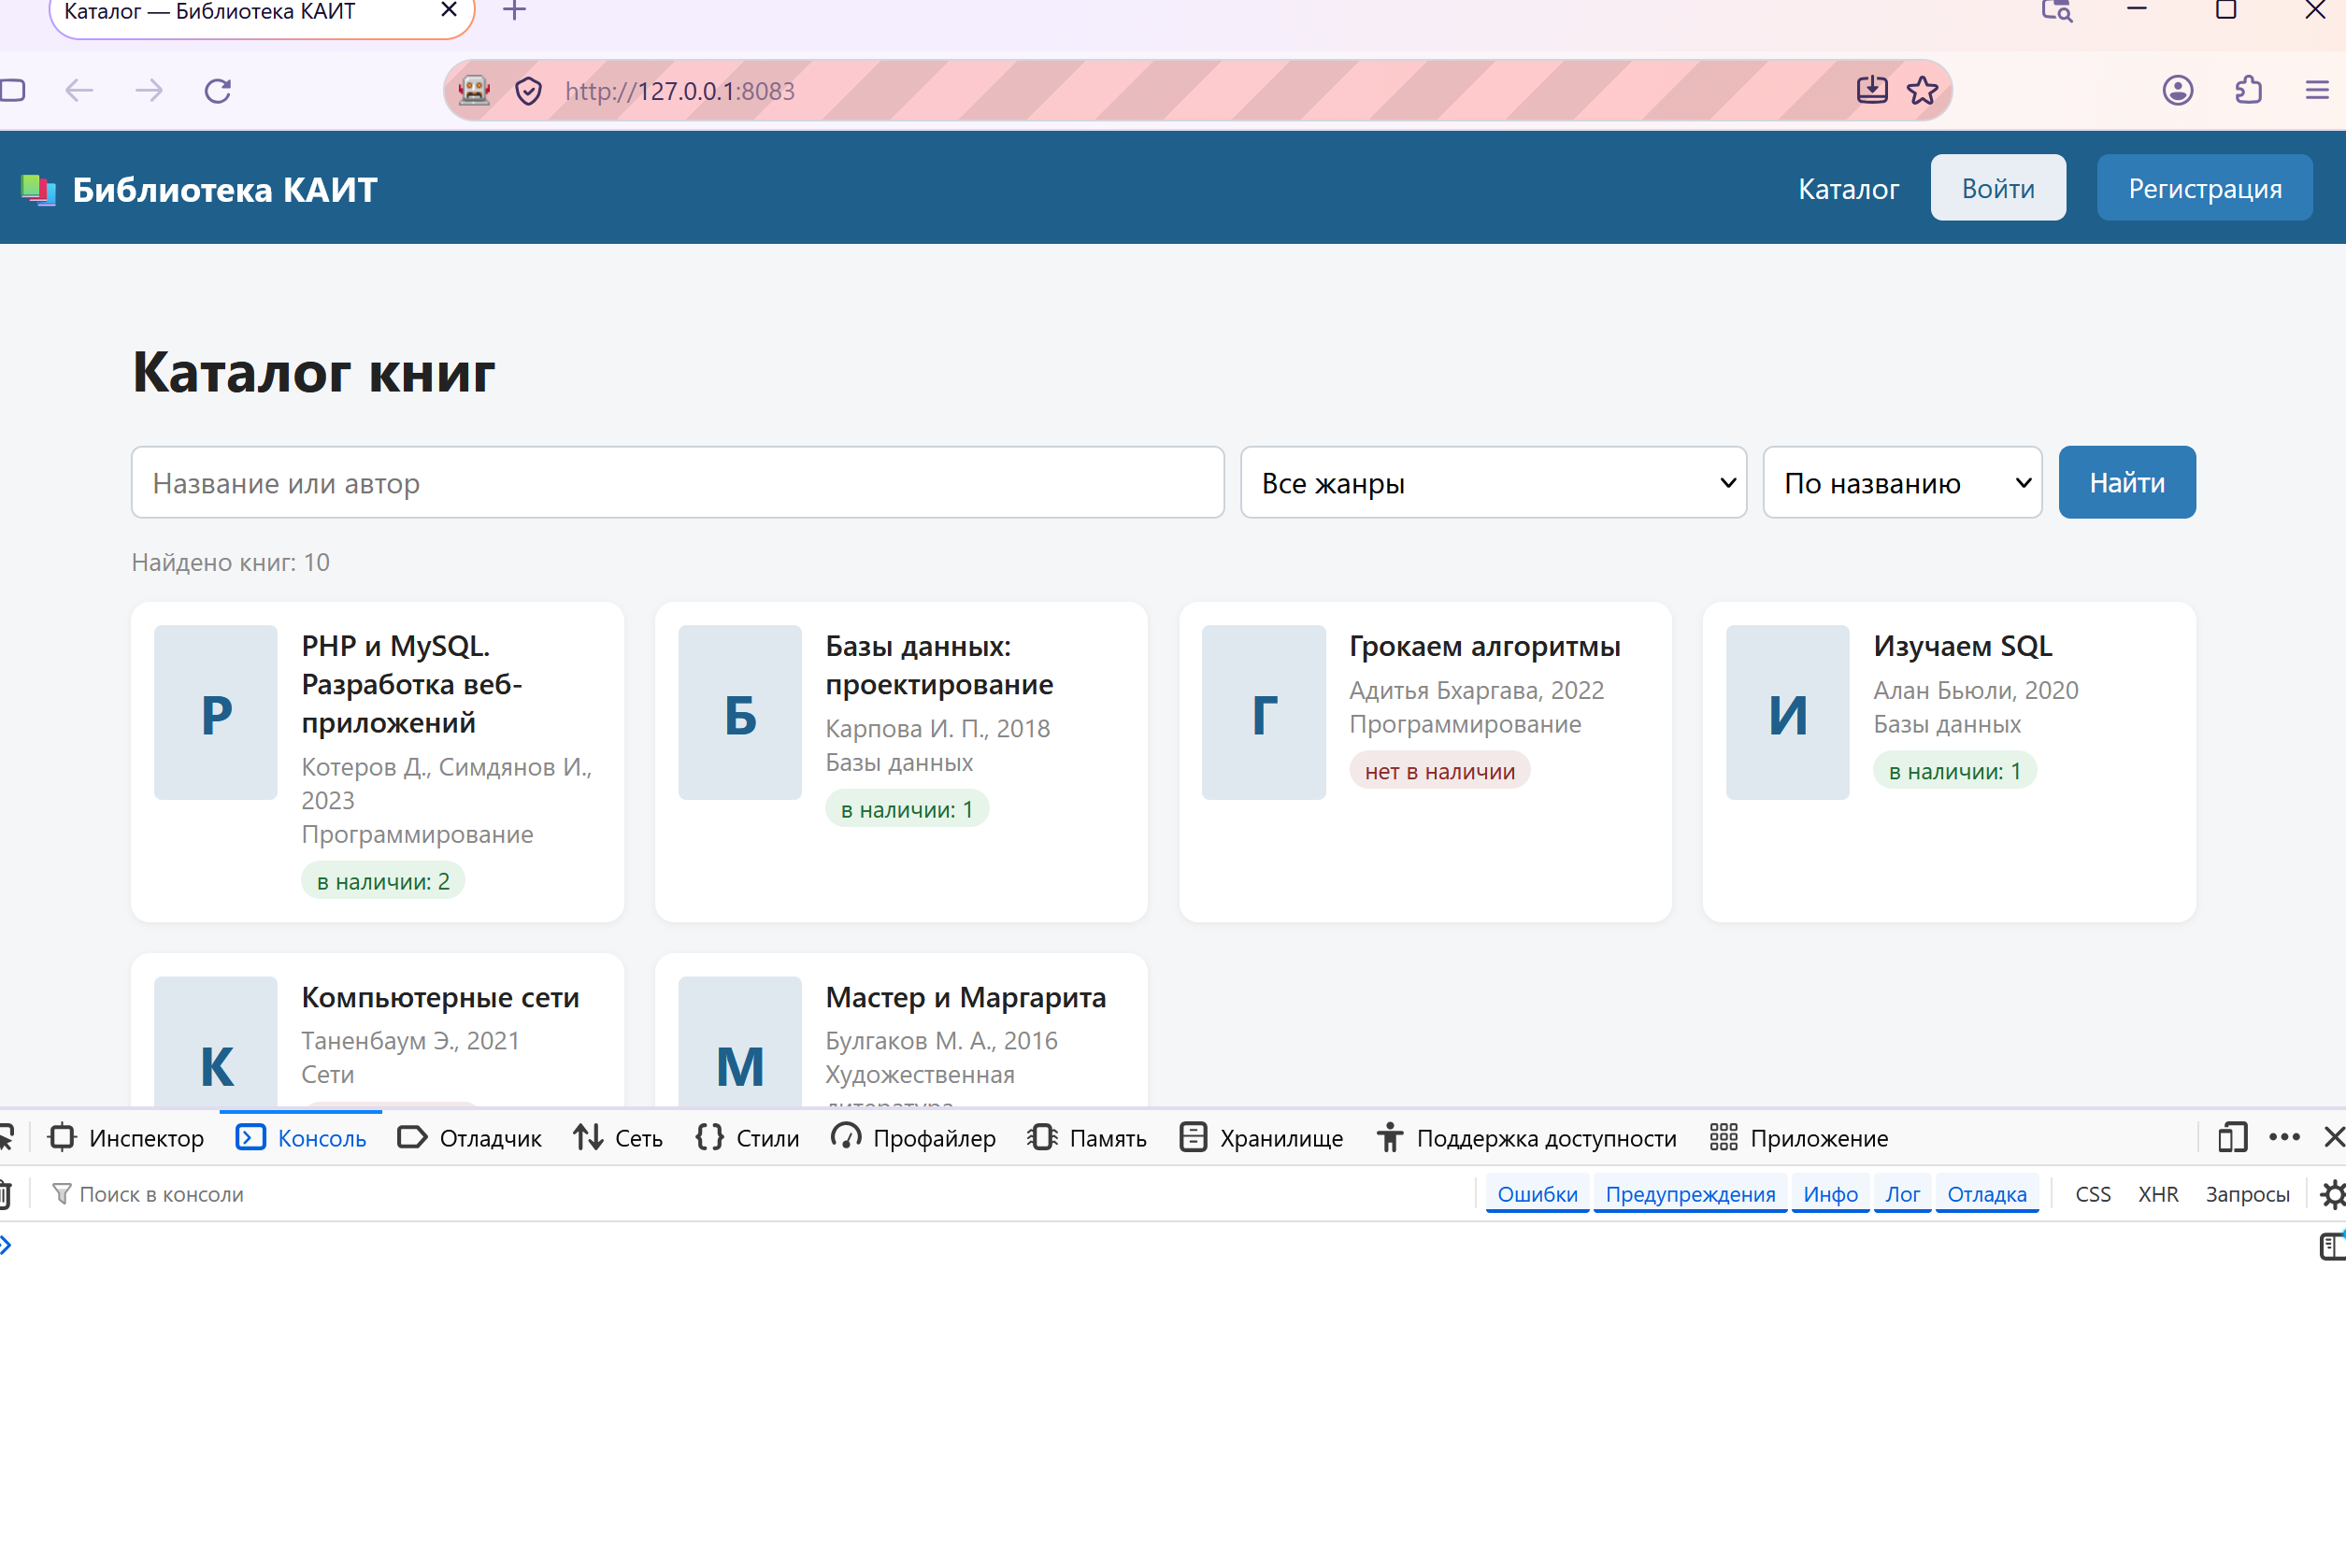 Каталог — Библиотека КАИТ
http://127.0.0.1:8083
Библиотека КАИТ
Каталог
Войти
Регистрация
Каталог книг
Название или автор
Все жанры
По названию
Найти
Найдено книг: 10
P
PHP и MySQL.
Разработка веб-
приложений
Котеров Д., Симдянов И.,
2023
Программирование
в наличии: 2
Б
Базы данных:
проектирование
Карпова И. П., 2018
Базы данных
в наличии: 1
Г
Грокаем алгоритмы
Адитья Бхаргава, 2022
Программирование
нет в наличии
И
Изучаем SQL
Алан Бьюли, 2020
Базы данных
в наличии: 1
К
Компьютерные сети
Таненбаум Э., 2021
Сети
М
Мастер и Маргарита
Булгаков М. А., 2016
Художественная
литература
Инспектор
Консоль
Отладчик
Сеть
Стили
Профайлер
Память
Хранилище
Поддержка доступности
Приложение
Поиск в консоли
Ошибки
Предупреждения
Инфо
Лог
Отладка
CSS
XHR
Запросы